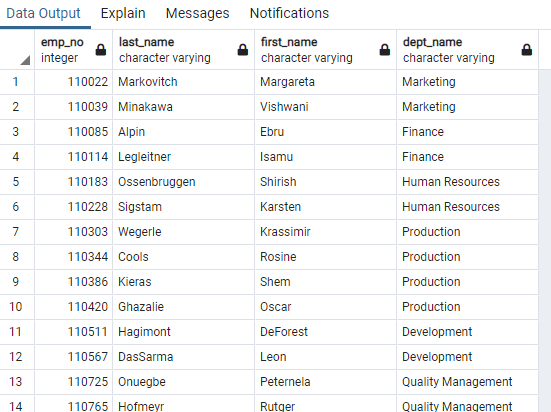 Data Output Explain Messages Notifications
emp_no last_name first_name dept_name
integer character varying character varying character varying
1 110022 Markovitch Margareta Marketing
2 110039 Minakawa Vishwani Marketing
3 110085 Alpin Ebru Finance
4 110114 Legleitner Isamu Finance
5 110183 Ossenbruggen Shirish Human Resources
6 110228 Sigstam Karsten Human Resources
7 110303 Wegerle Krassimir Production
8 110344 Cools Rosine Production
9 110386 Kieras Shem Production
10 110420 Ghazalie Oscar Production
11 110511 Hagimont DeForest Development
12 110567 DasSarma Leon Development
13 110725 Onuegbe Peternela Quality Management
14 110765 Hofmeyr Rutger Quality Management